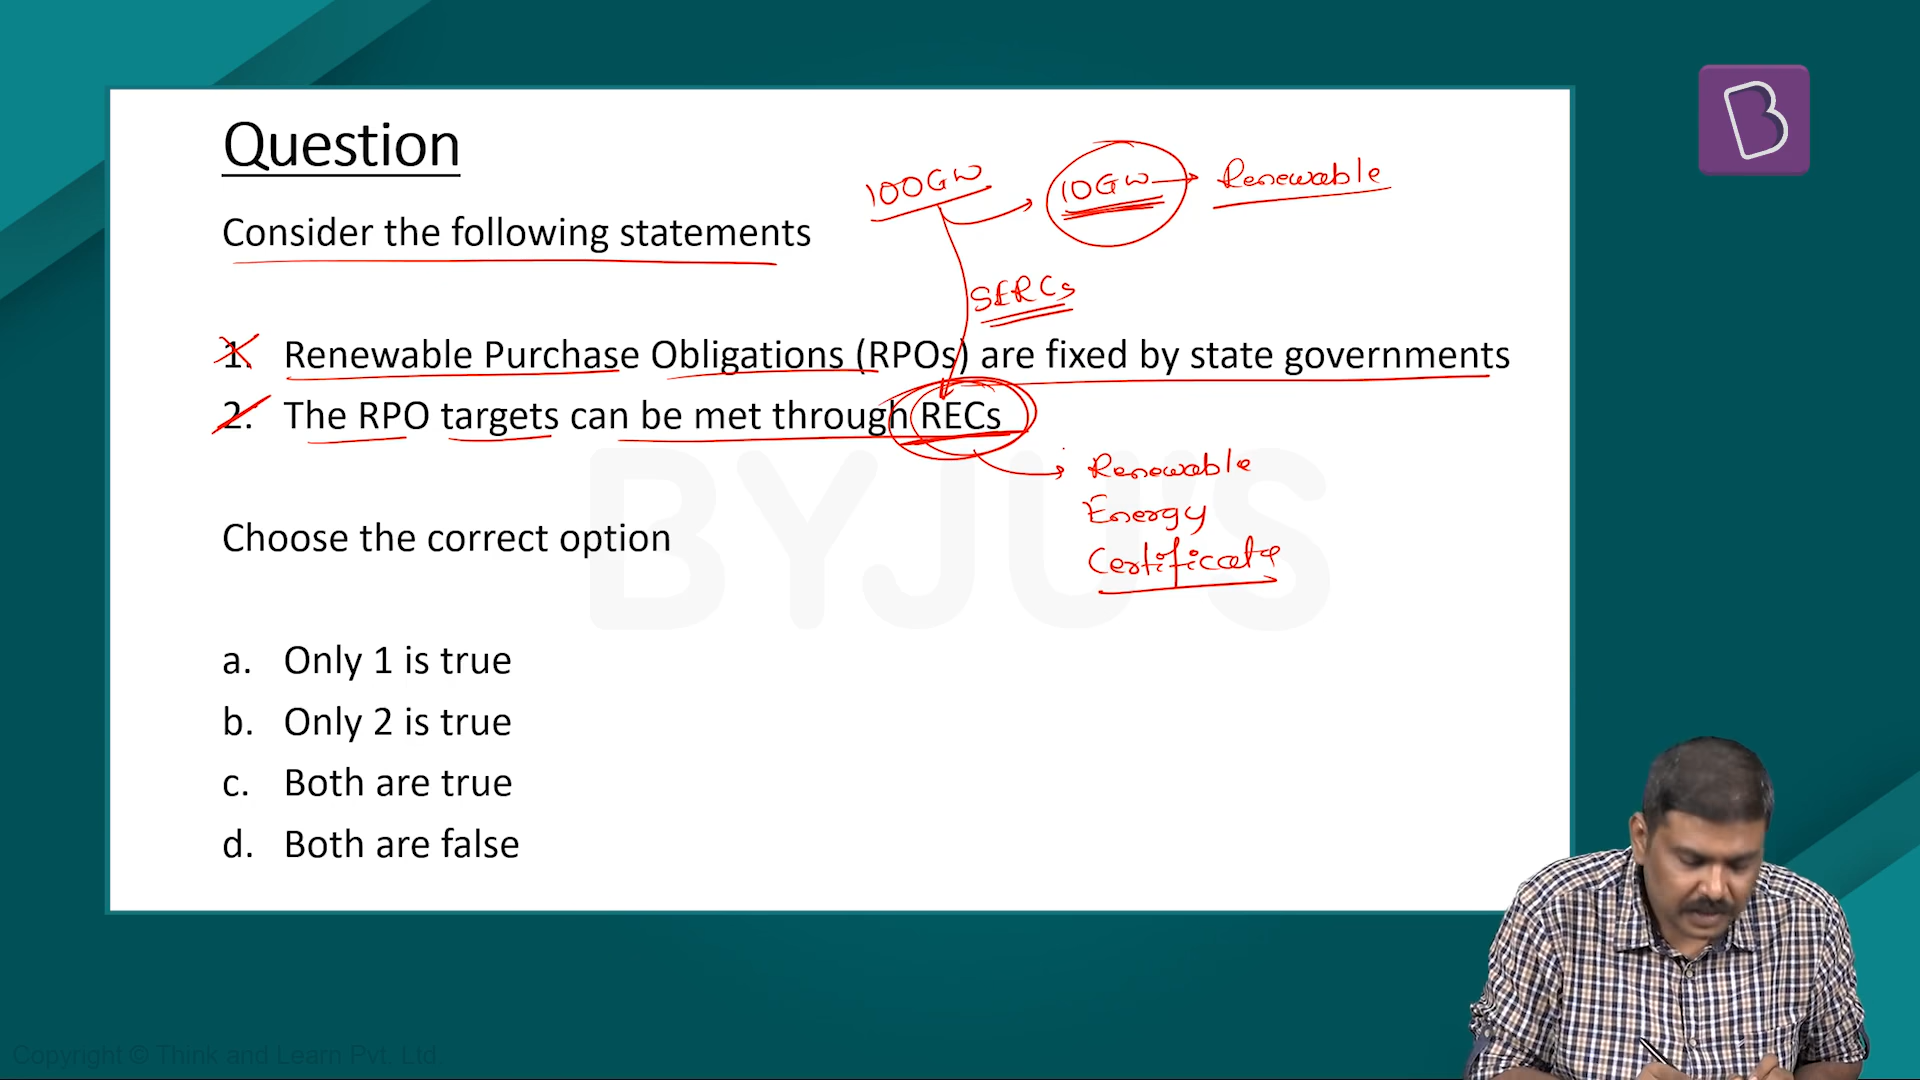 Question
100GW
10GW
Renewable
Consider the following statements
SERCs
1. Renewable Purchase Obligations (RPOs) are fixed by state governments
2. The RPO targets can be met through RECs
Renewable
Energy
Certificate
Choose the correct option
BYJU'S
a. Only 1 is true
b. Only 2 is true
c. Both are true
d. Both are false
B
Copyright © Think and Learn Pvt. Ltd.